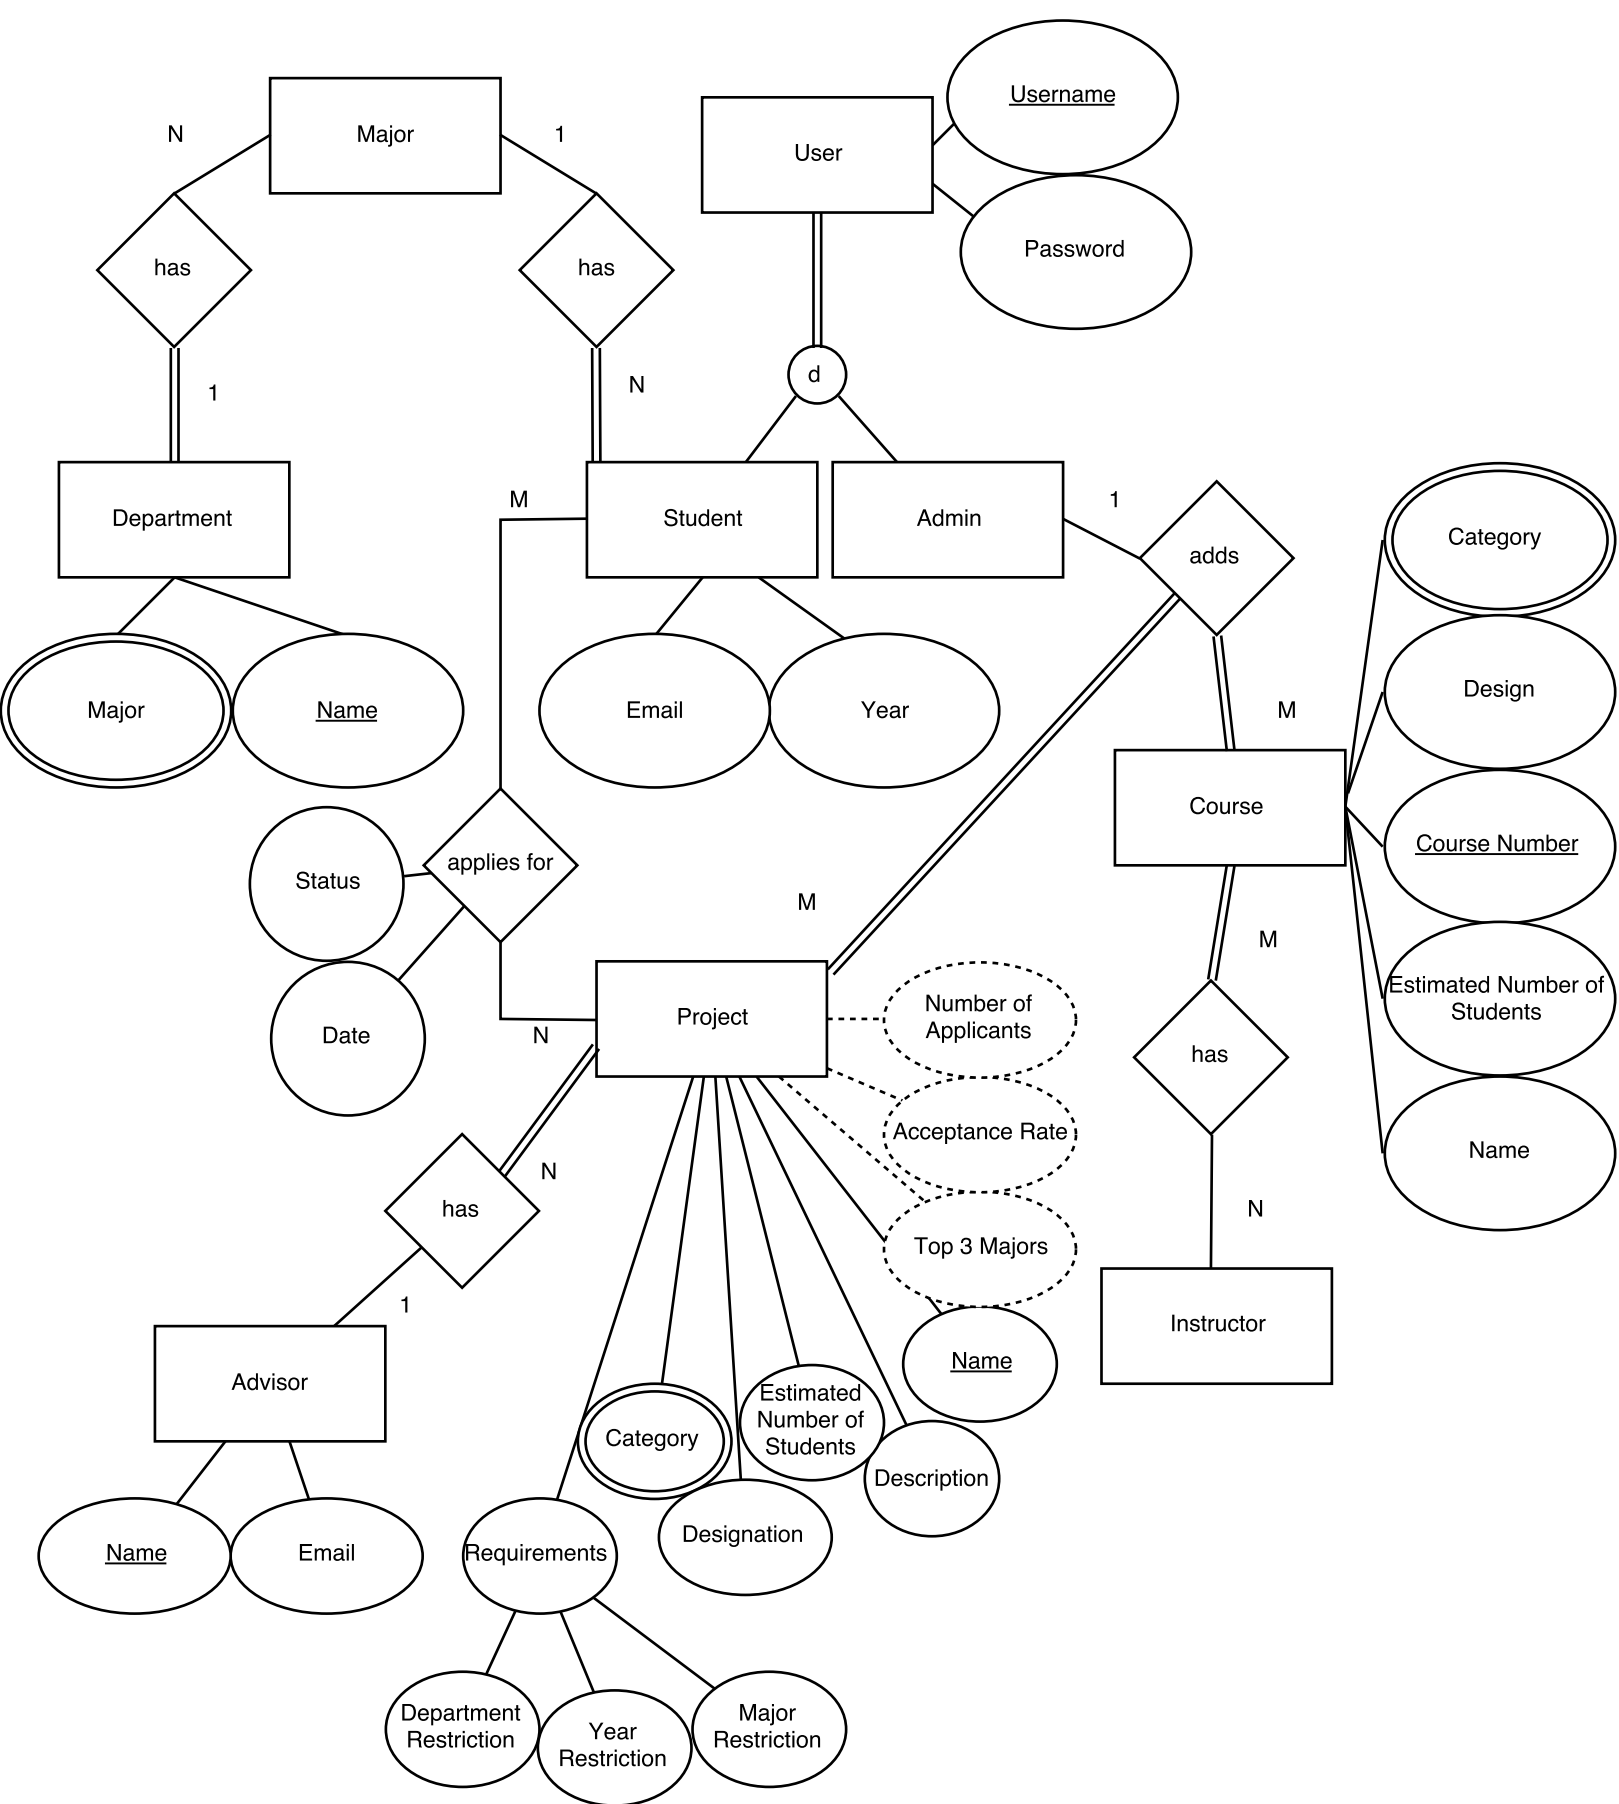 Username
N
Major
1
User
Password
has
has
1
N
d
M
Department
Student
Admin
1
adds
Category
Design
Major
Name
Email
Year
M
Course
Course Number
Status
applies for
M
M
Estimated Number of
Students
Date
N
Project
Number of
Applicants
has
Acceptance Rate
Name
has
N
N
Top 3 Majors
1
Instructor
Advisor
Name
Estimated
Number of
Students
Category
Description
Designation
Name
Email
Requirements
Department
Restriction
Year
Restriction
Major
Restriction